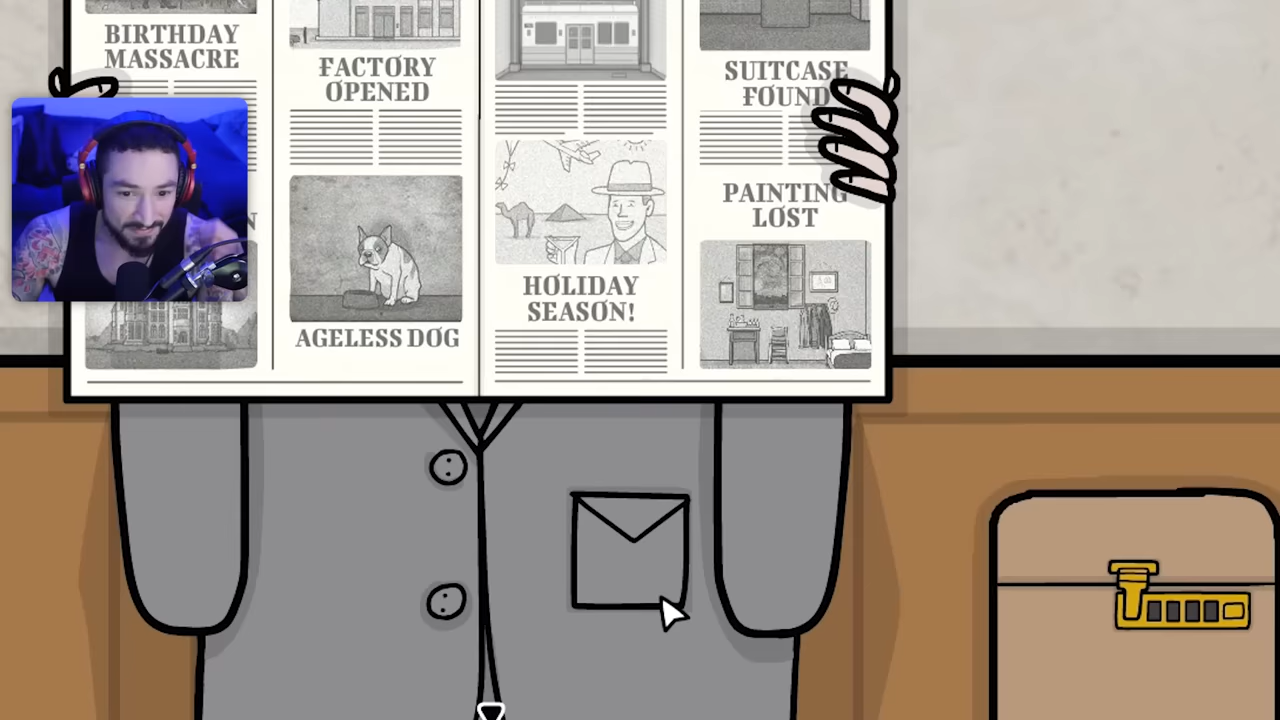 BIRTHDAY
MASSACRE
FACTORY
OPENED
AGELESS DOG
HOLIDAY
SEASON!
SUITCASE
FOUND
PAINTING
LOST